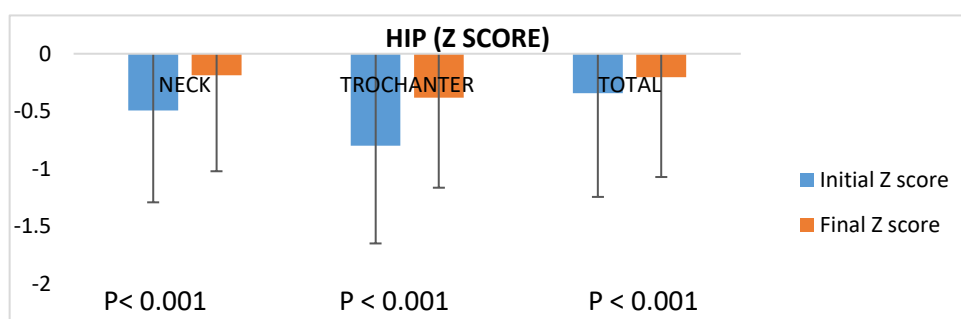 HIP (Z SCORE)
0
NECK
TROCHANTER
TOTAL
-0.5
-1
-1.5
-2
Initial Z score
Final Z score
P< 0.001
P < 0.001
P < 0.001